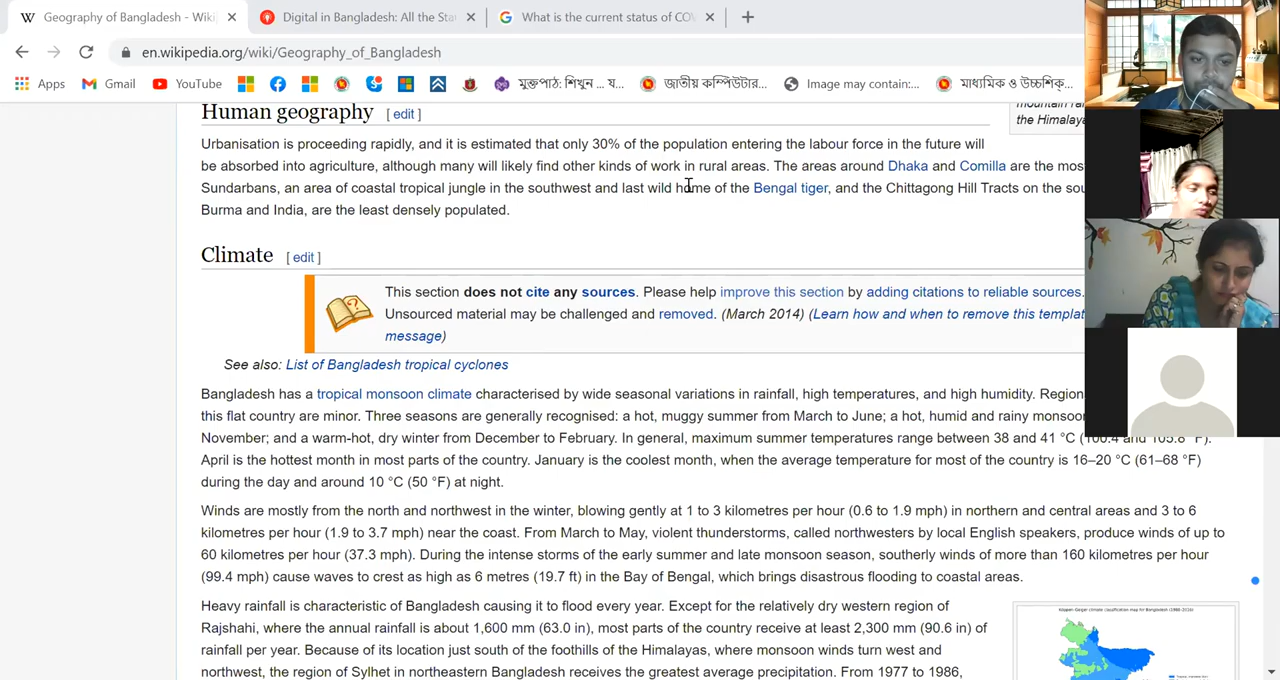 Geography of Bangladesh - Wiki
Digital in Bangladesh: All the Sta
What is the current status of CO
en.wikipedia.org/wiki/Geography_of_Bangladesh
Apps Gmail YouTube মুক্তপাঠ: শিখুন ... য... জাতীয় কম্পিউটার... Image may contain:... মাধ্যমিক ও উচ্চশিক্...
Human geography [ edit ]
mountain ra
the Himalaya
Urbanisation is proceeding rapidly, and it is estimated that only 30% of the population entering the labour force in the future will
be absorbed into agriculture, although many will likely find other kinds of work in rural areas. The areas around Dhaka and Comilla are the mos
Sundarbans, an area of coastal tropical jungle in the southwest and last wild home of the Bengal tiger, and the Chittagong Hill Tracts on the sou
Burma and India, are the least densely populated.
Climate [ edit ]
This section does not cite any sources. Please help improve this section by adding citations to reliable sources.
Unsourced material may be challenged and removed. (March 2014) (Learn how and when to remove this templat
message)
See also: List of Bangladesh tropical cyclones
Bangladesh has a tropical monsoon climate characterised by wide seasonal variations in rainfall, high temperatures, and high humidity. Region
this flat country are minor. Three seasons are generally recognised: a hot, muggy summer from March to June; a hot, humid and rainy monsoo
November; and a warm-hot, dry winter from December to February. In general, maximum summer temperatures range between 38 and 41 °C (100.4 and 105.8 °F).
April is the hottest month in most parts of the country. January is the coolest month, when the average temperature for most of the country is 16–20 °C (61–68 °F)
during the day and around 10 °C (50 °F) at night.
Winds are mostly from the north and northwest in the winter, blowing gently at 1 to 3 kilometres per hour (0.6 to 1.9 mph) in northern and central areas and 3 to 6
kilometres per hour (1.9 to 3.7 mph) near the coast. From March to May, violent thunderstorms, called northwesters by local English speakers, produce winds of up to
60 kilometres per hour (37.3 mph). During the intense storms of the early summer and late monsoon season, southerly winds of more than 160 kilometres per hour
(99.4 mph) cause waves to crest as high as 6 metres (19.7 ft) in the Bay of Bengal, which brings disastrous flooding to coastal areas.
Heavy rainfall is characteristic of Bangladesh causing it to flood every year. Except for the relatively dry western region of
Rajshahi, where the annual rainfall is about 1,600 mm (63.0 in), most parts of the country receive at least 2,300 mm (90.6 in) of
rainfall per year. Because of its location just south of the foothills of the Himalayas, where monsoon winds turn west and
northwest, the region of Sylhet in northeastern Bangladesh receives the greatest average precipitation. From 1977 to 1986,